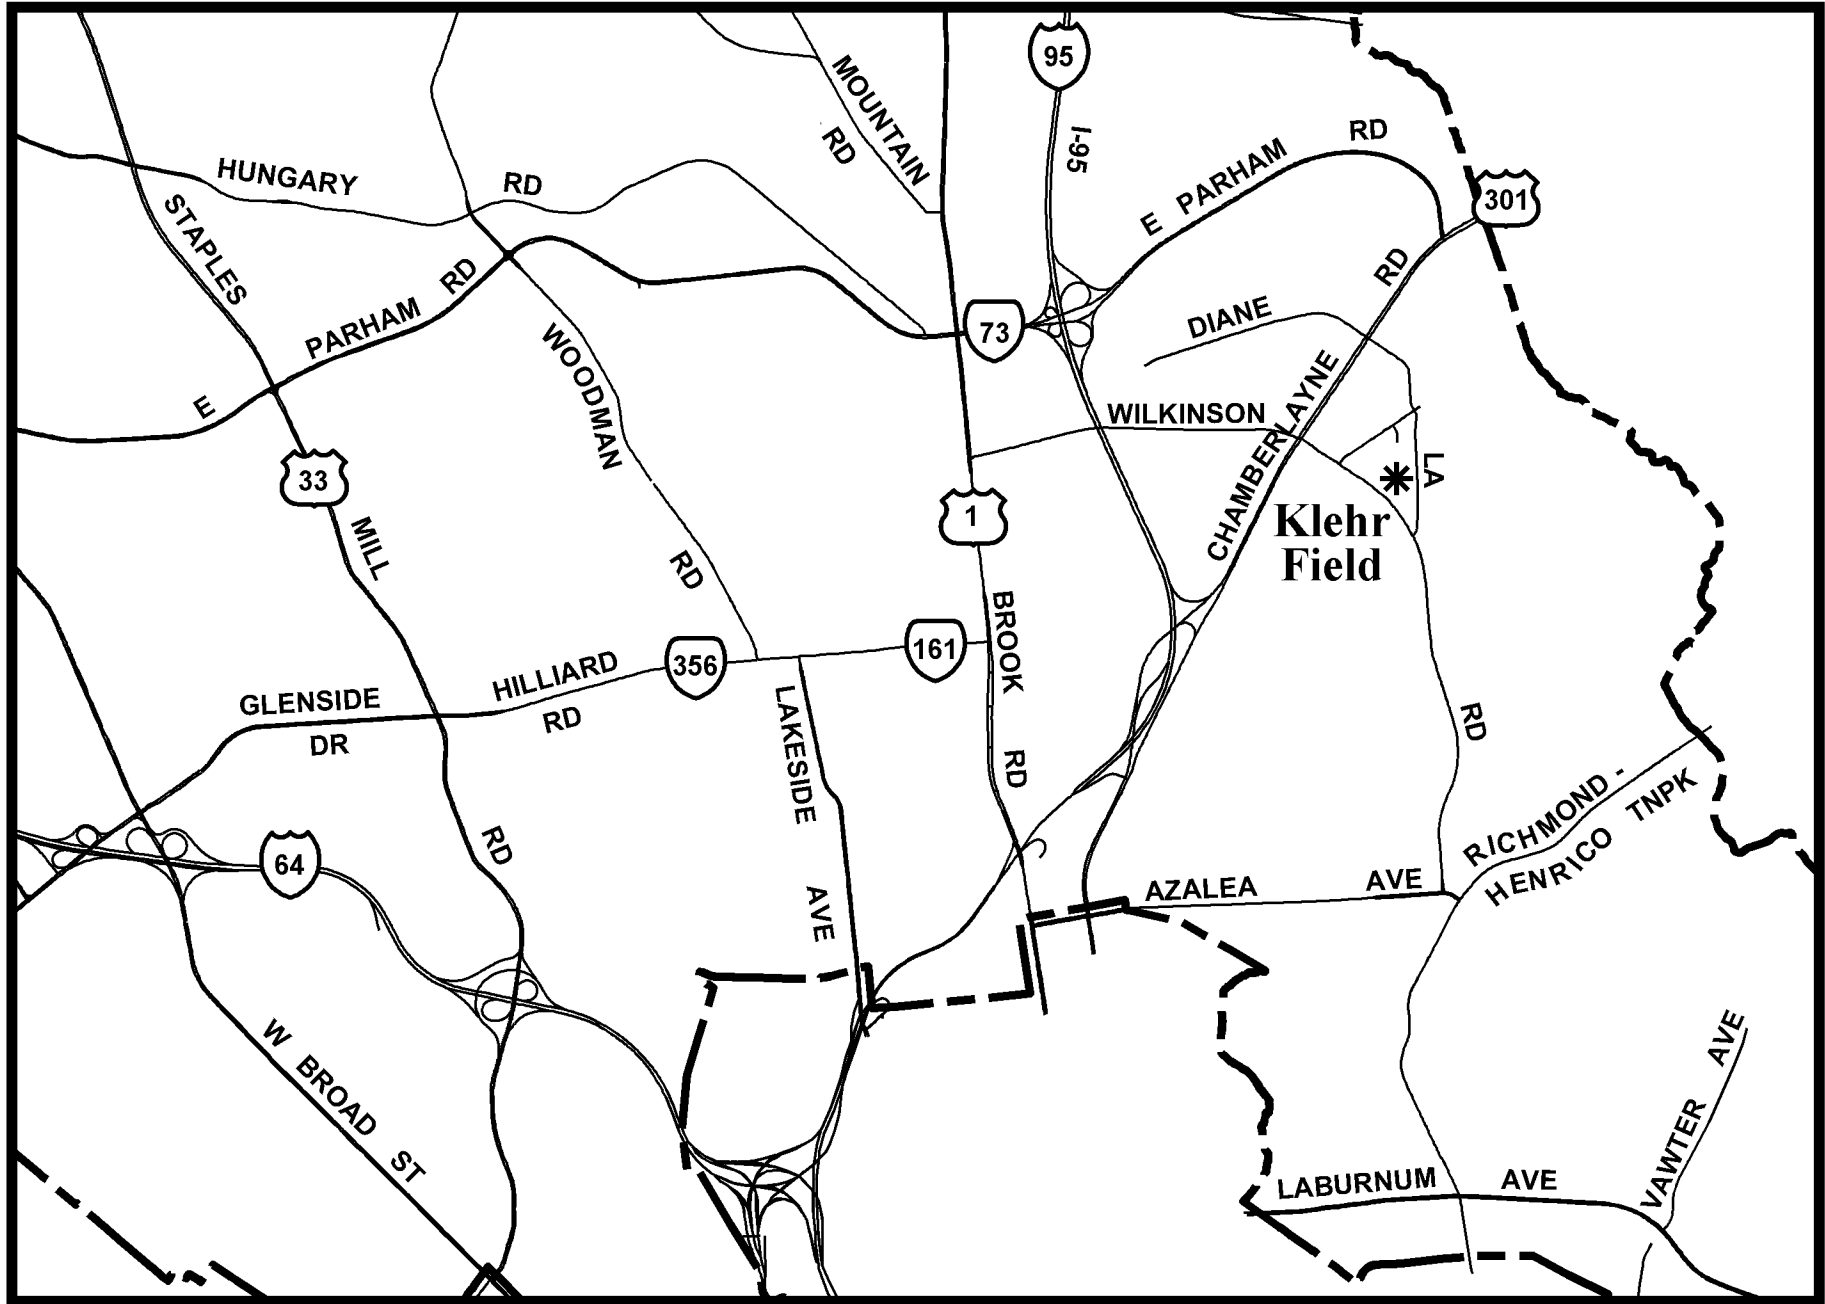 95
MOUNTAIN
RD
I-95
E PARHAM RD
HUNGARY RD
301
STAPLES
MILL
RD
E PARHAM RD
73
DIANE
LA
RD
CHAMBERLAYNE
WOODMAN
RD
WILKINSON
RD
33
1
Klehr
Field
BROOK
RD
161
356
HILLIARD
RD
GLENSIDE
DR
LAKESIDE
AVE
64
RICHMOND -
HENRICO TNPK
AZALEA AVE
W BROAD ST
LABURNUM AVE
VAWTER AVE